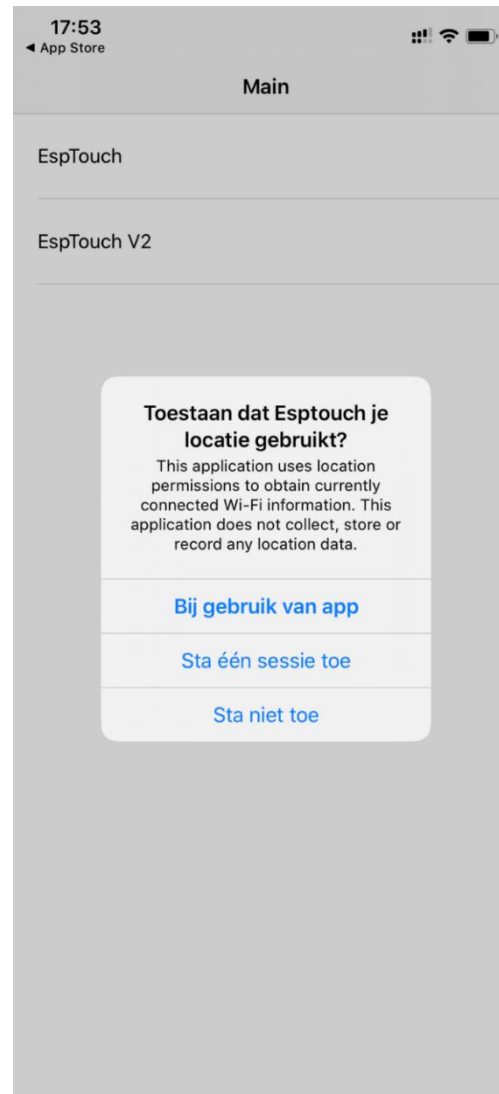 17:53
◀ App Store
Main
EspTouch
EspTouch V2
Toestaan dat Esptouch je
locatie gebruikt?
This application uses location
permissions to obtain currently
connected Wi-Fi information. This
application does not collect, store or
record any location data.
Bij gebruik van app
Sta één sessie toe
Sta niet toe